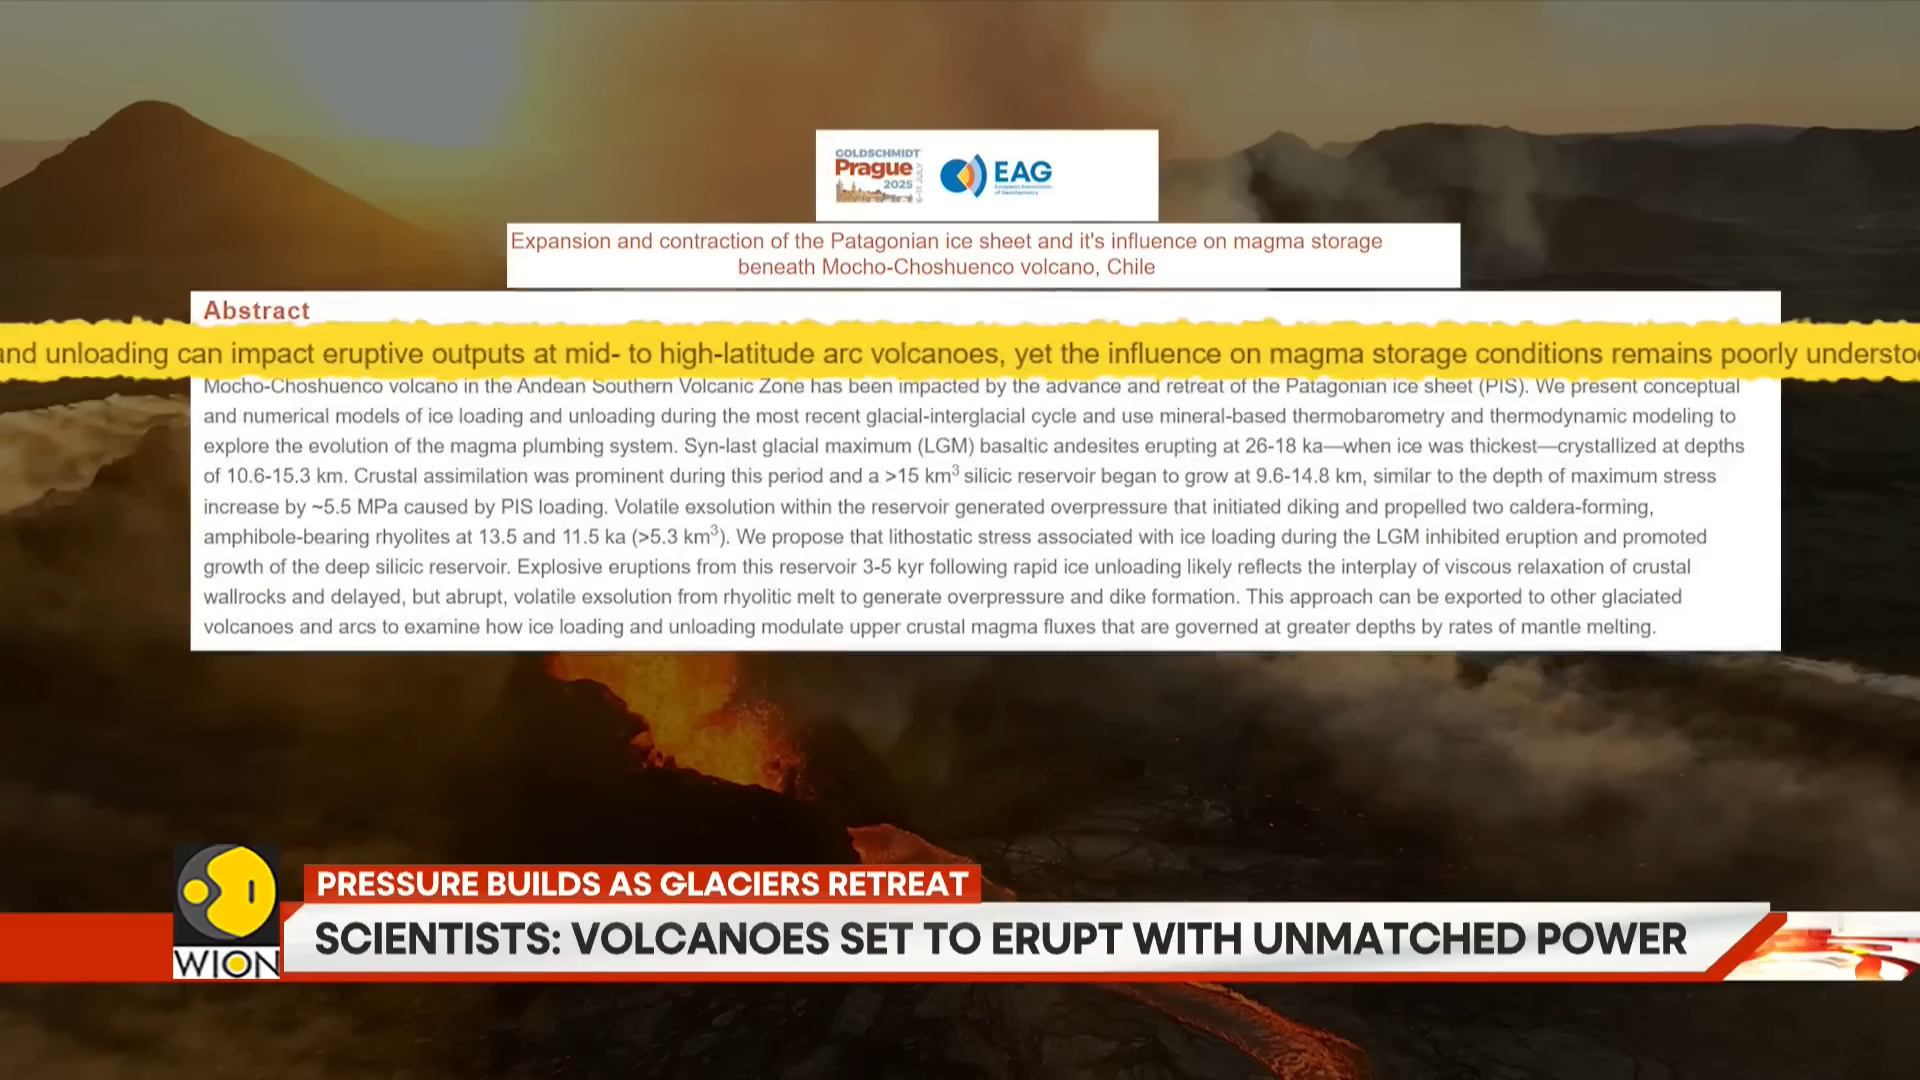 GOLDSCHMIDT
Prague
2025
6-11 JULY
EAG
European Association
of Geochemistry
Expansion and contraction of the Patagonian ice sheet and it's influence on magma storage
beneath Mocho-Choshuenco volcano, Chile
Abstract
and unloading can impact eruptive outputs at mid- to high-latitude arc volcanoes, yet the influence on magma storage conditions remains poorly understoo
Mocho-Choshuenco volcano in the Andean Southern Volcanic Zone has been impacted by the advance and retreat of the Patagonian ice sheet (PIS). We present conceptual
and numerical models of ice loading and unloading during the most recent glacial-interglacial cycle and use mineral-based thermobarometry and thermodynamic modeling to
explore the evolution of the magma plumbing system. Syn-last glacial maximum (LGM) basaltic andesites erupting at 26-18 ka—when ice was thickest—crystallized at depths
of 10.6-15.3 km. Crustal assimilation was prominent during this period and a >15 km³ silicic reservoir began to grow at 9.6-14.8 km, similar to the depth of maximum stress
increase by ~5.5 MPa caused by PIS loading. Volatile exsolution within the reservoir generated overpressure that initiated diking and propelled two caldera-forming,
amphibole-bearing rhyolites at 13.5 and 11.5 ka (>5.3 km³). We propose that lithostatic stress associated with ice loading during the LGM inhibited eruption and promoted
growth of the deep silicic reservoir. Explosive eruptions from this reservoir 3-5 kyr following rapid ice unloading likely reflects the interplay of viscous relaxation of crustal
wallrocks and delayed, but abrupt, volatile exsolution from rhyolitic melt to generate overpressure and dike formation. This approach can be exported to other glaciated
volcanoes and arcs to examine how ice loading and unloading modulate upper crustal magma fluxes that are governed at greater depths by rates of mantle melting.
PRESSURE BUILDS AS GLACIERS RETREAT
SCIENTISTS: VOLCANOES SET TO ERUPT WITH UNMATCHED POWER
WION